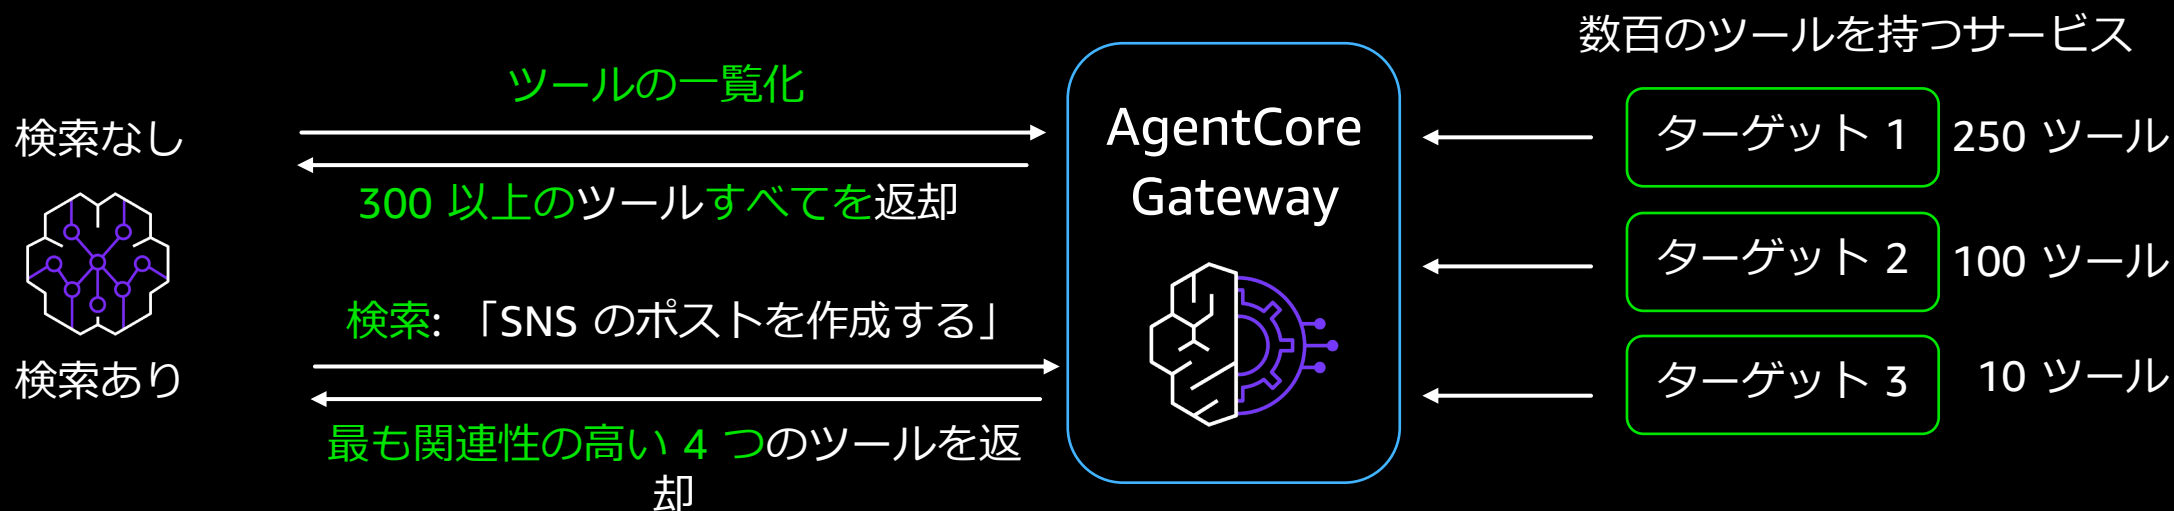 数百のツールを持つサービス
ツールの一覧化
検索なし
300 以上のツールすべてを返却
検索: 「SNS のポストを作成する」
検索あり
最も関連性の高い 4 つのツールを返
却
AgentCore
Gateway
ターゲット 1
250 ツール
ターゲット 2
100 ツール
ターゲット 3
10 ツール